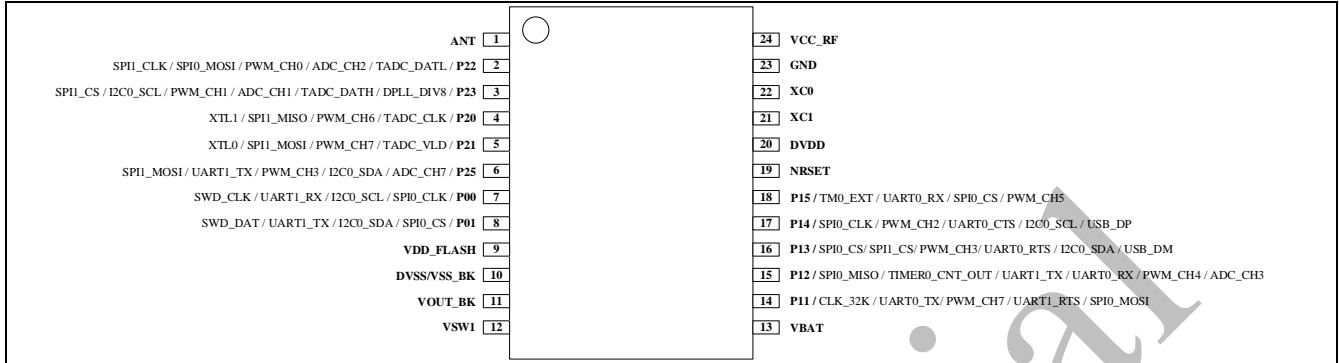 ANT 1
SPI1_CLK / SPI0_MOSI / PWM_CH0 / ADC_CH2 / TADC_DATL / P22 2
SPI1_CS / I2C0_SCL / PWM_CH1 / ADC_CH1 / TADC_DATH / DPLL_DIV8 / P23 3
XTL1 / SPI1_MISO / PWM_CH6 / TADC_CLK / P20 4
XTL0 / SPI1_MOSI / PWM_CH7 / TADC_VLD / P21 5
SPI1_MOSI / UART1_TX / PWM_CH3 / I2C0_SDA / ADC_CH7 / P25 6
SWD_CLK / UART1_RX / I2C0_SCL / SPI0_CLK / P00 7
SWD_DAT / UART1_TX / I2C0_SDA / SPI0_CS / P01 8
VDD_FLASH 9
DVSS/VSS_BK 10
VOUT_BK 11
VSW1 12
24 VCC_RF
23 GND
22 XC0
21 XC1
20 DVDD
19 NRSET
18 P15 / TM0_EXT / UART0_RX / SPI0_CS / PWM_CH5
17 P14 / SPI0_CLK / PWM_CH2 / UART0_CTS / I2C0_SCL / USB_DP
16 P13 / SPI0_CS/ SPI1_CS/ PWM_CH3/ UART0_RTS / I2C0_SDA / USB_DM
15 P12 / SPI0_MISO / TIMER0_CNT_OUT / UART1_TX / UART0_RX / PWM_CH4 / ADC_CH3
14 P11 / CLK_32K / UART0_TX/ PWM_CH7 / UART1_RTS / SPI0_MOSI
13 VBAT